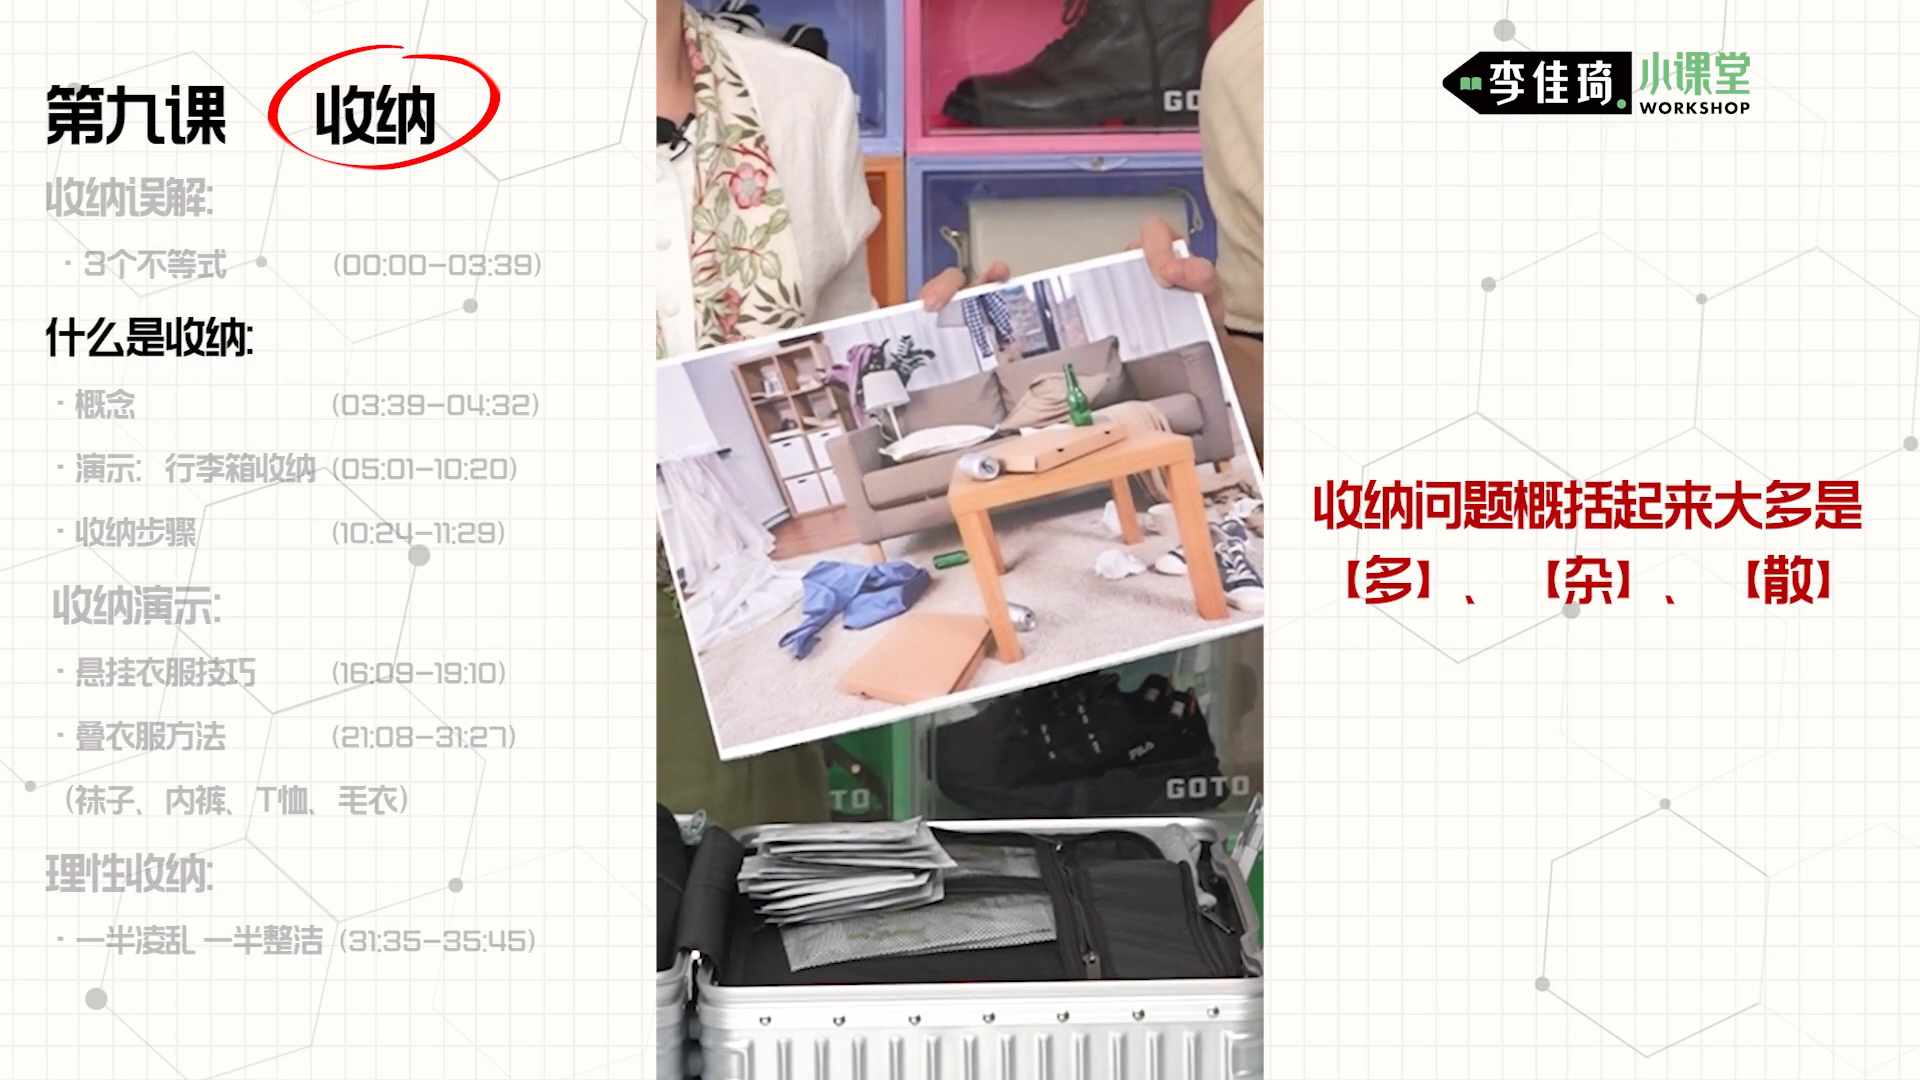 第九课 收纳
收纳误解:
·3个不等式 (00:00-03:39)
什么是收纳:
·概念 (03:39-04:32)
·演示: 行李箱收纳 (05:01-10:20)
·收纳步骤 (10:24-11:29)
收纳演示:
·悬挂衣服技巧 (16:09-19:10)
·叠衣服方法 (21:08-31:27)
(袜子、内裤、T恤、毛衣)
理性收纳:
·一半凌乱 一半整洁 (31:35-35:45)
GO
FILA
GOTO
TO
李佳琦小课堂
WORKSHOP
收纳问题概括起来大多是
【多】、【杂】、【散】